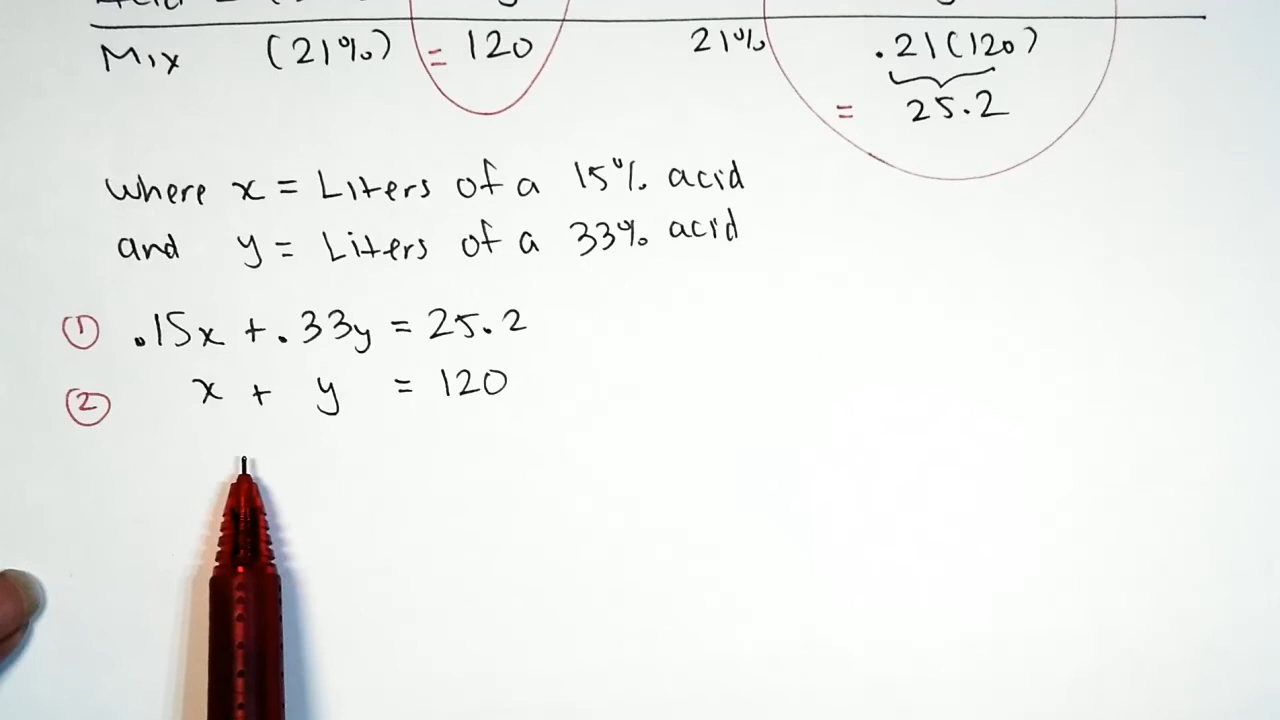 Mix (21%) = 120 21% .21(120)
= 25.2
where x = Liters of a 15% acid
and y = Liters of a 33% acid
① .15x + .33y = 25.2
② x + y = 120